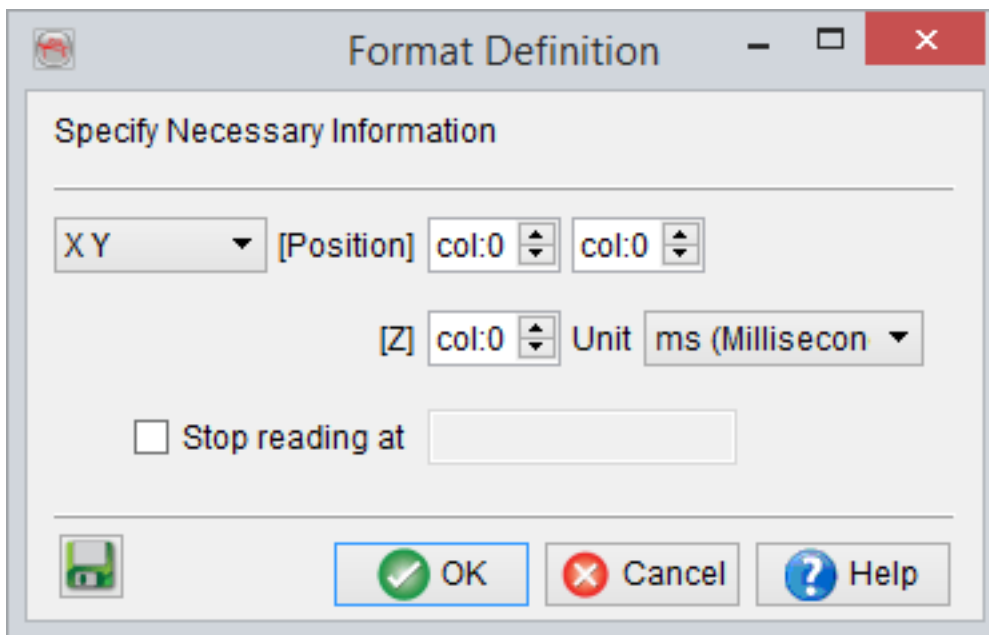 Format Definition
Specify Necessary Information
X Y [Position] col:0 col:0
[Z] col:0 Unit ms (Millisecon
Stop reading at
OK Cancel Help